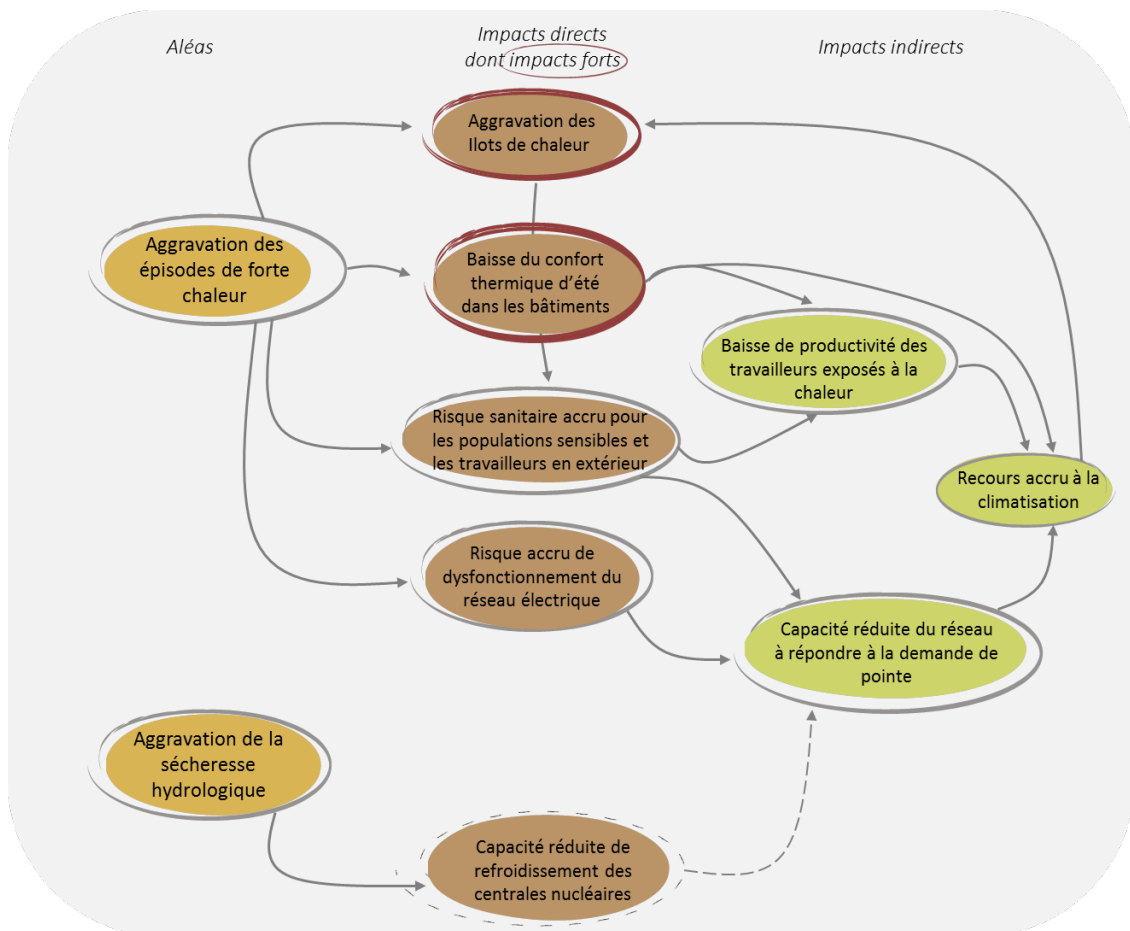 Aléas
Impacts directs
dont impacts forts
Impacts indirects
Aggravation des
Ilots de chaleur
Aggravation des
épisodes de forte
chaleur
Baisse du confort
thermique d'été
dans les bâtiments
Baisse de productivité des
travailleurs exposés à la
chaleur
Risque sanitaire accru pour
les populations sensibles et
les travailleurs en extérieur
Recours accru à la
climatisation
Risque accru de
dysfonctionnement du
réseau électrique
Capacité réduite du réseau
à répondre à la demande de
pointe
Aggravation de la
sécheresse
hydrologique
Capacité réduite de
refroidissement des
centrales nucléaires